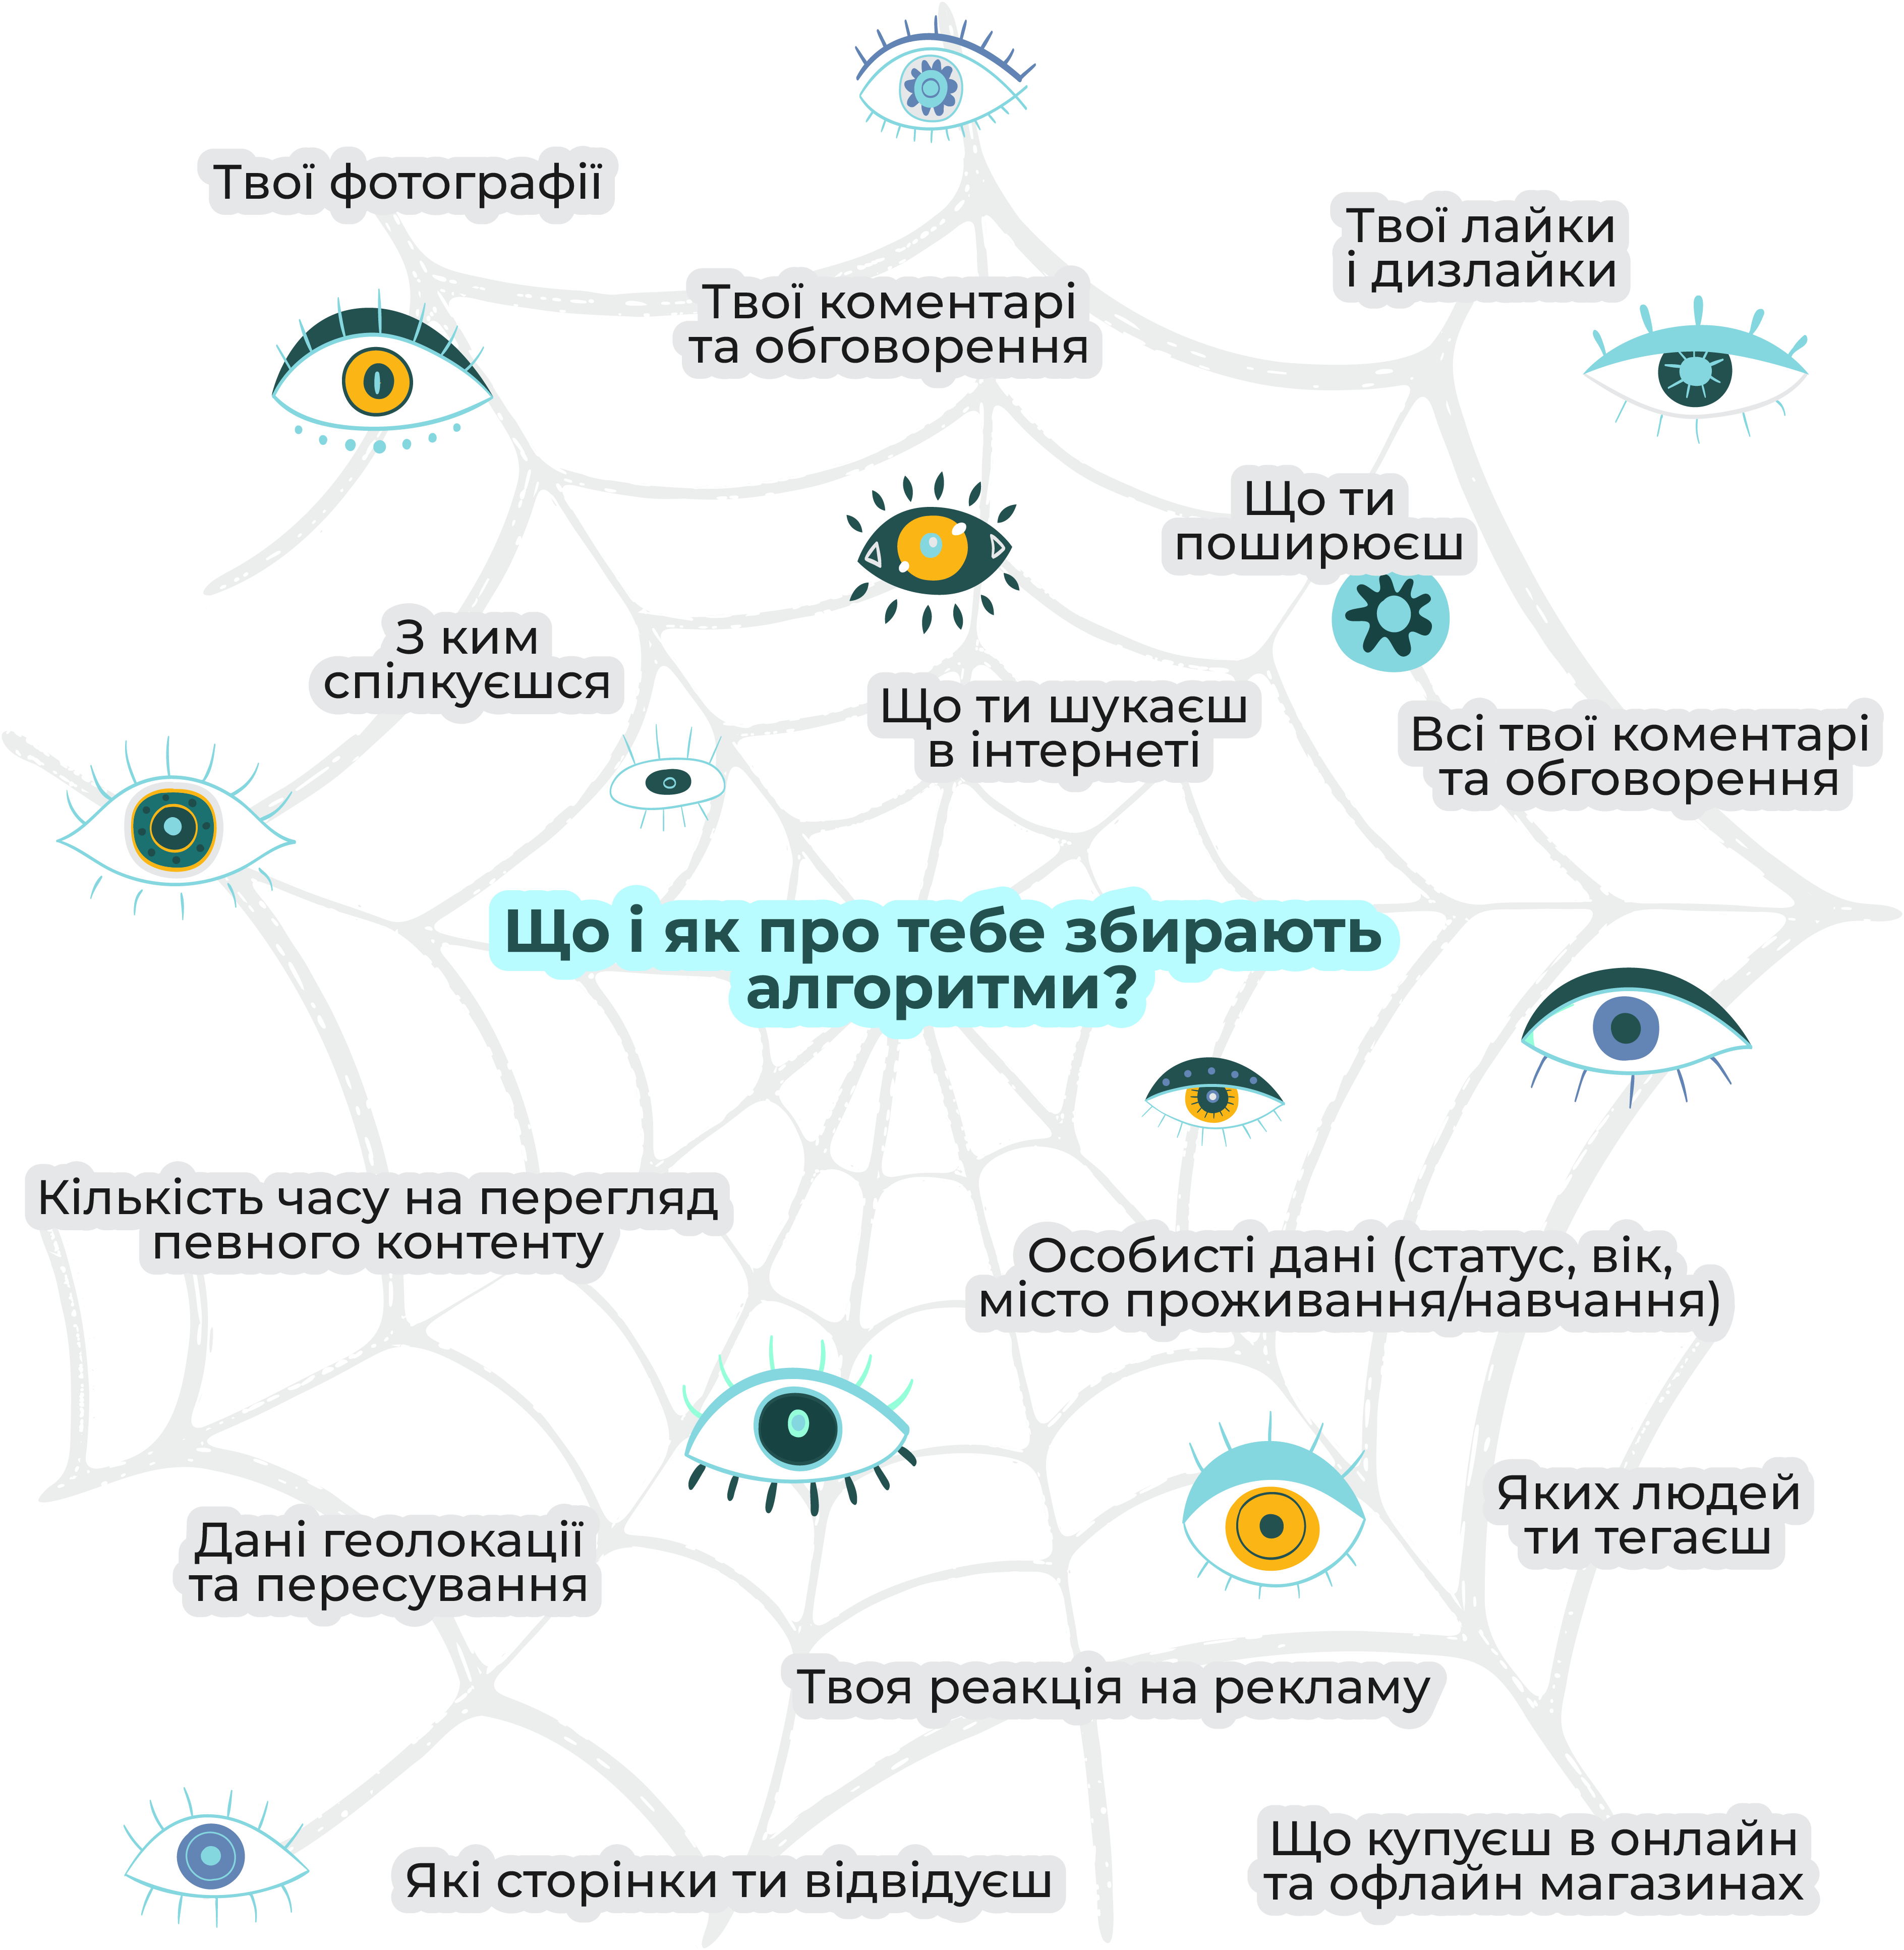 Твої фотографії
Твої лайки
і дизлайки
Твої коментарі
та обговорення
Що ти
поширюєш
З ким
спілкуєшся
Що ти шукаєш
в інтернеті
Всі твої коментарі
та обговорення
Що і як про тебе збирають
алгоритми?
Кількість часу на перегляд
певного контенту
Особисті дані (статус, вік,
місто проживання/навчання)
Яких людей
ти тегаєш
Дані геолокації
та пересування
Твоя реакція на рекламу
Що купуєш в онлайн
та офлайн магазинах
Які сторінки ти відвідуєш